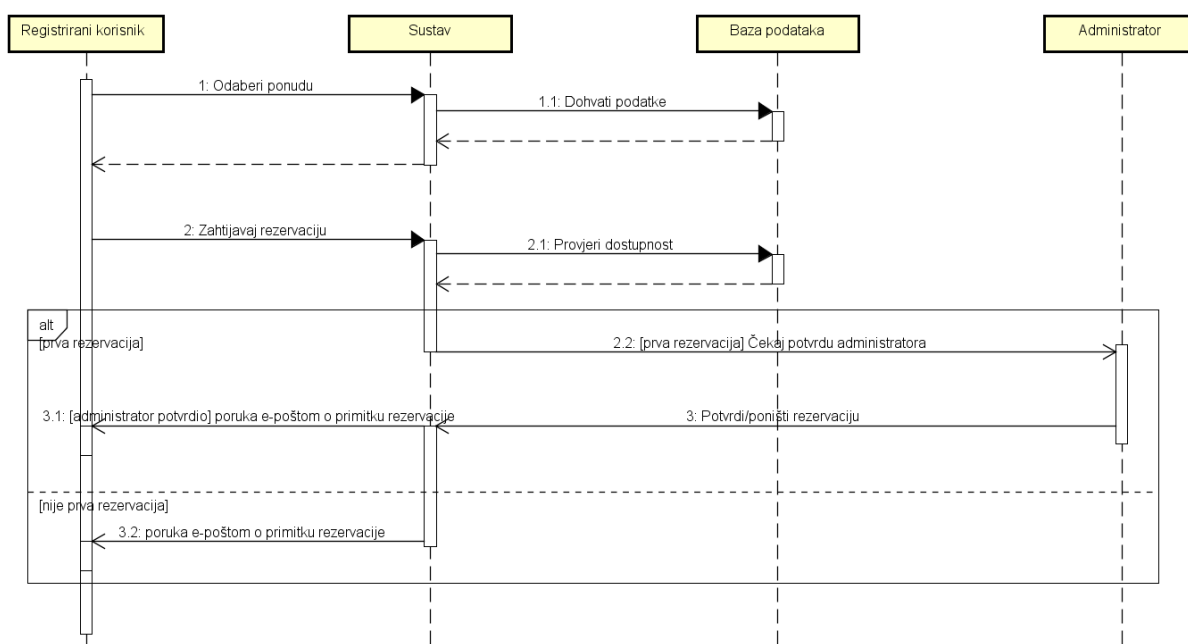 Registrirani korisnik
Sustav
Baza podataka
Administrator
1: Odaberi ponudu
1.1: Dohvati podatke
2: Zahtijavaj rezervaciju
2.1: Provjeri dostupnost
alt
[prva rezervacija]
2.2: [prva rezervacija] Čekaj potvrdu administratora
3.1: [administrator potvrdio] poruka e-poštom o primitku rezervacije
3: Potvrdi/poništi rezervaciju
[nije prva rezervacija]
3.2: poruka e-poštom o primitku rezervacije